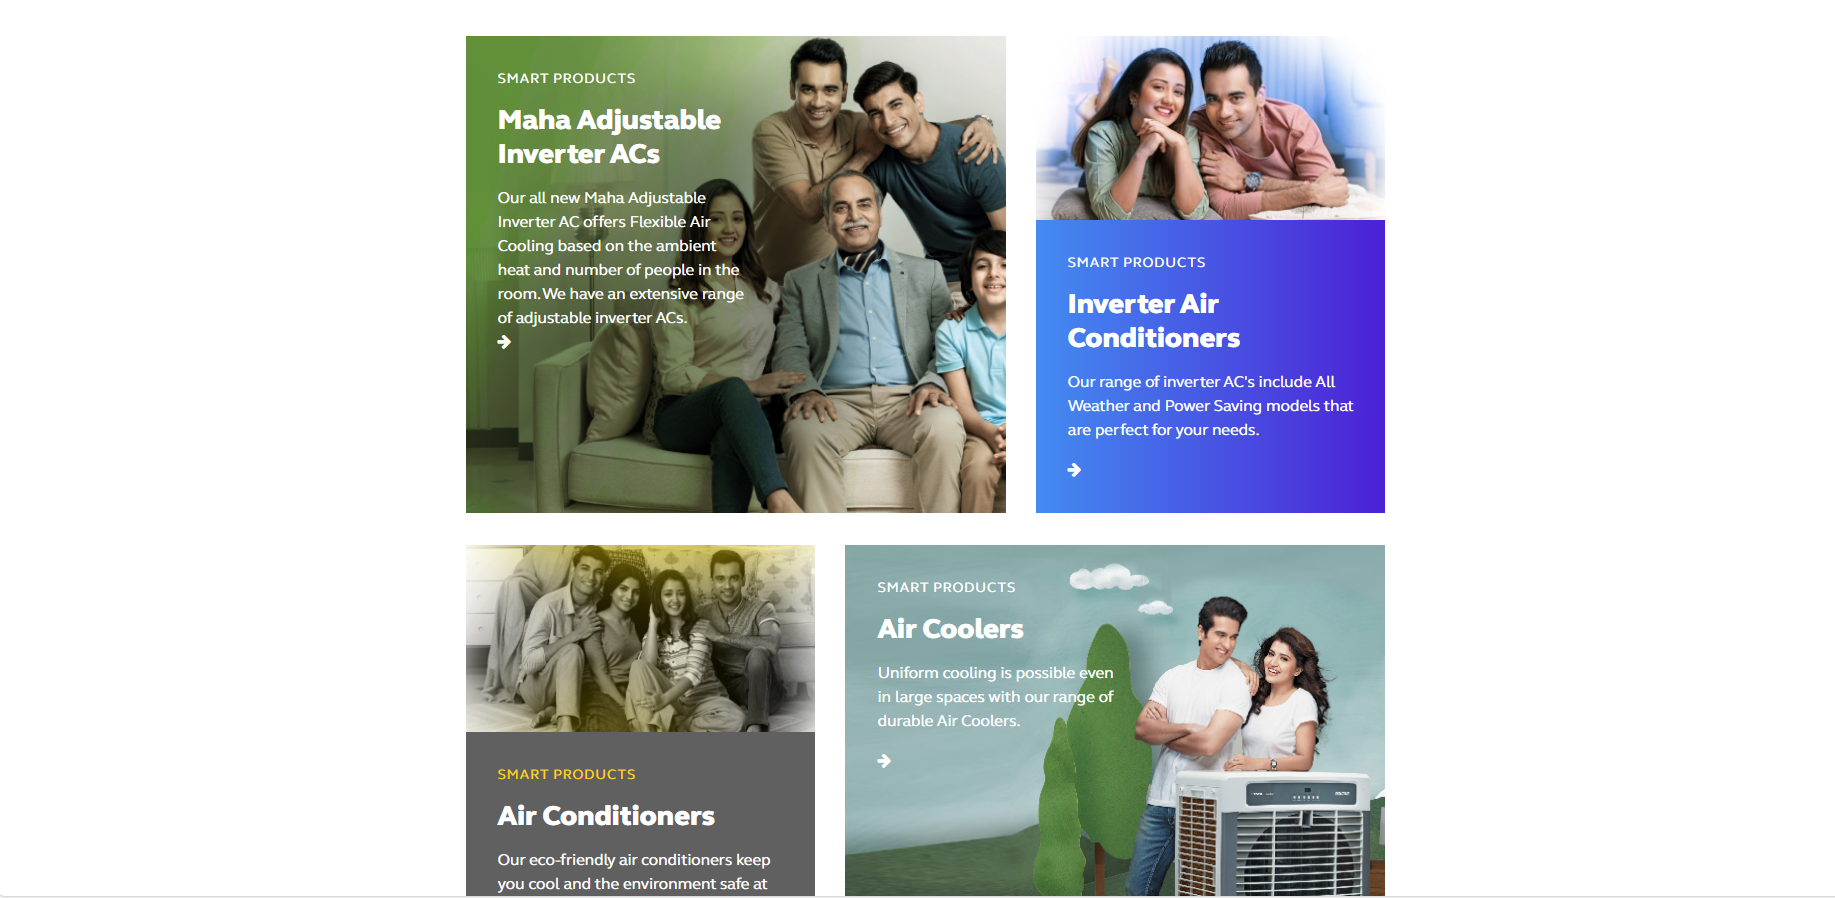 SMART PRODUCTS
Maha Adjustable
Inverter ACs
Our all new Maha Adjustable
Inverter AC offers Flexible Air
Cooling based on the ambient
heat and number of people in the
room. We have an extensive range
of adjustable inverter ACs.
SMART PRODUCTS
Inverter Air
Conditioners
Our range of inverter AC's include All
Weather and Power Saving models that
are perfect for your needs.
SMART PRODUCTS
Air Conditioners
Our eco-friendly air conditioners keep
you cool and the environment safe at
SMART PRODUCTS
Air Coolers
Uniform cooling is possible even
in large spaces with our range of
durable Air Coolers.